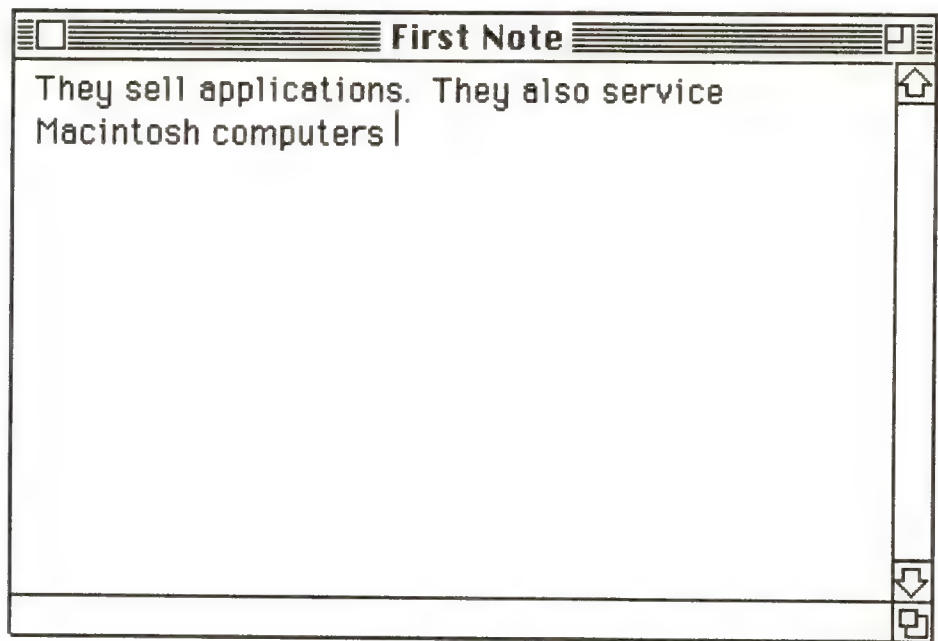 First Note
They sell applications.  They also service
Macintosh computers